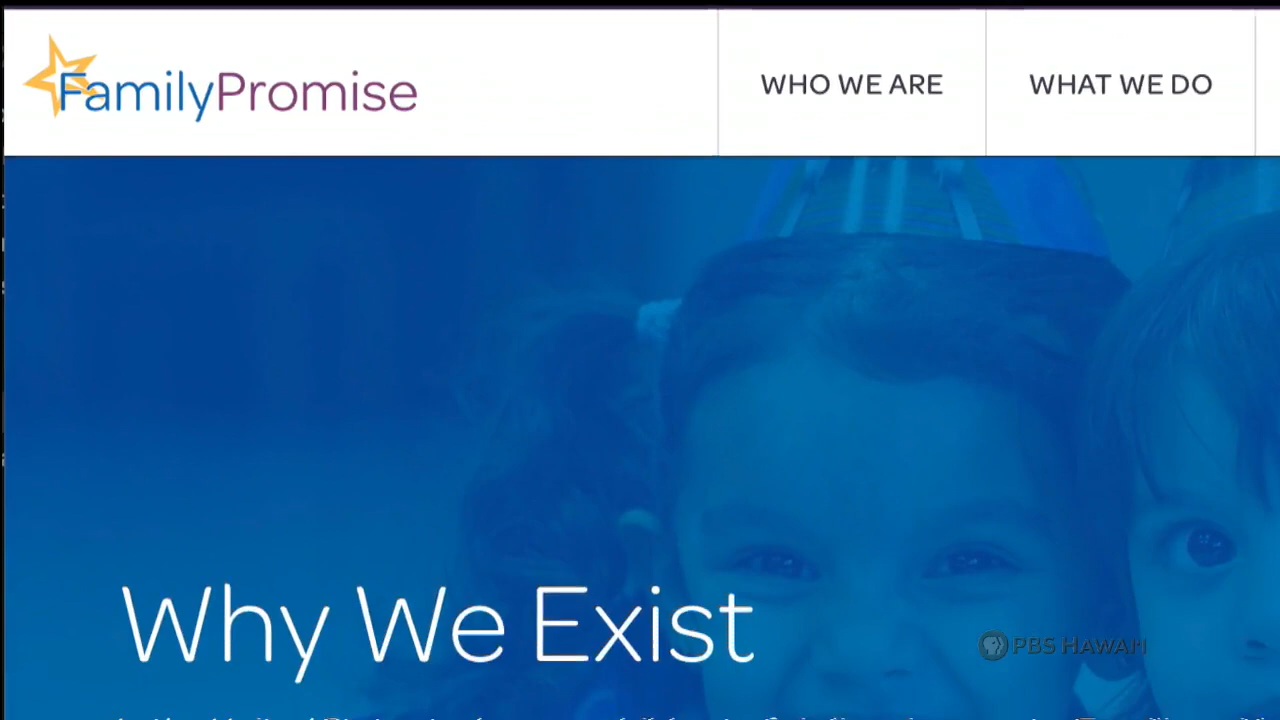 FamilyPromise
WHO WE ARE
WHAT WE DO
Why We Exist
PBS HAWAI'I